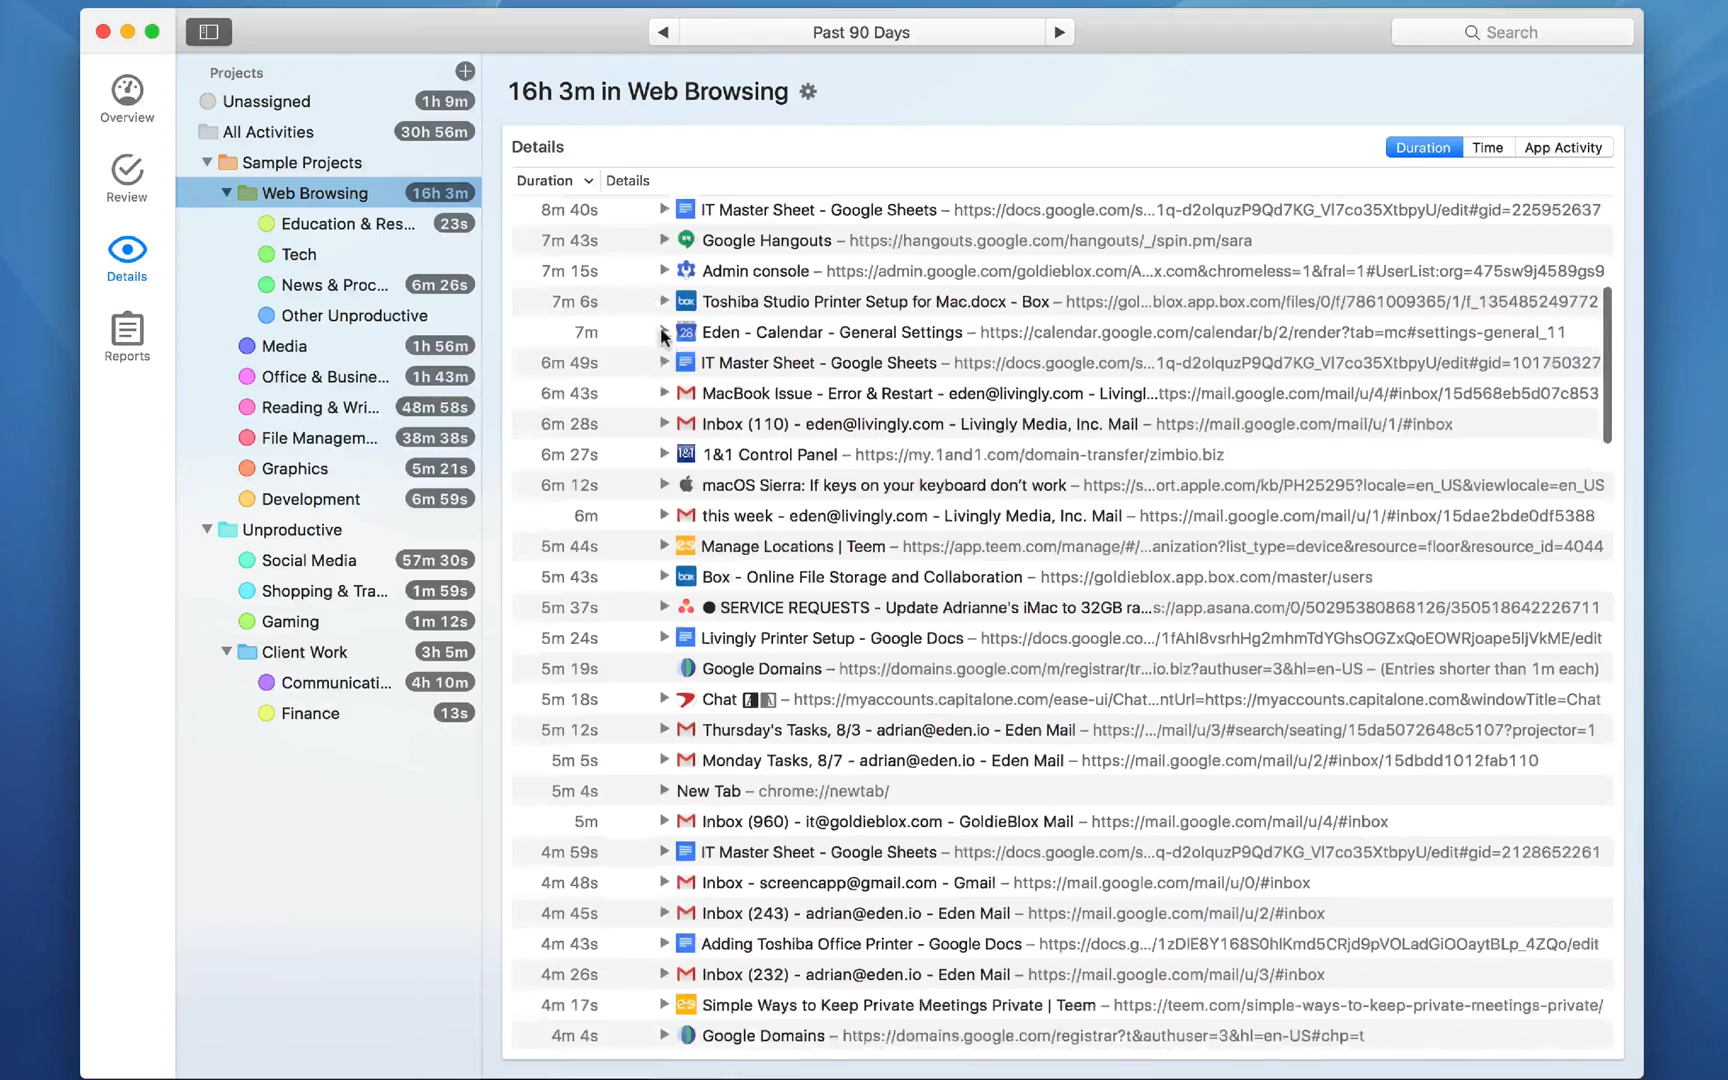 Past 90 Days
Search
Overview
Review
Details
Reports
Projects
Unassigned 1h 9m
All Activities 30h 56m
Sample Projects
Web Browsing 16h 3m
Education & Res... 23s
Tech
News & Proc... 6m 26s
Other Unproductive
Media 1h 56m
Office & Busine... 1h 43m
Reading & Wri... 48m 58s
File Managem... 38m 38s
Graphics 5m 21s
Development 6m 59s
Unproductive
Social Media 57m 30s
Shopping & Tra... 1m 59s
Gaming 1m 12s
Client Work 3h 5m
Communicati... 4h 10m
Finance 13s
16h 3m in Web Browsing
Details
Duration Time App Activity
Duration Details
8m 40s IT Master Sheet - Google Sheets – https://docs.google.com/s...1q-d2olquzP9Qd7KG_Vl7co35XtbpyU/edit#gid=225952637
7m 43s Google Hangouts – https://hangouts.google.com/hangouts/_/spin.pm/sara
7m 15s Admin console – https://admin.google.com/goldieblox.com/A...x.com&chromeless=1&fral=1#UserList:org=475sw9j4589gs9
7m 6s box Toshiba Studio Printer Setup for Mac.docx - Box – https://gol...blox.app.box.com/files/0/f/7861009365/1/f_135485249772
7m 28 Eden - Calendar - General Settings – https://calendar.google.com/calendar/b/2/render?tab=mc#settings-general_11
6m 49s IT Master Sheet - Google Sheets – https://docs.google.com/s...1q-d2olquzP9Qd7KG_Vl7co35XtbpyU/edit#gid=101750327
6m 43s MacBook Issue - Error & Restart - eden@livingly.com - Livingl...ttps://mail.google.com/mail/u/4/#inbox/15d568eb5d07c853
6m 28s Inbox (110) - eden@livingly.com - Livingly Media, Inc. Mail – https://mail.google.com/mail/u/1/#inbox
6m 27s 1&1 1&1 Control Panel – https://my.1and1.com/domain-transfer/zimbio.biz
6m 12s macOS Sierra: If keys on your keyboard don't work – https://s...ort.apple.com/kb/PH25295?locale=en_US&viewlocale=en_US
6m this week - eden@livingly.com - Livingly Media, Inc. Mail – https://mail.google.com/mail/u/1/#inbox/15dae2bde0df5388
5m 44s Manage Locations | Teem – https://app.teem.com/manage/#/...anization?list_type=device&resource=floor&resource_id=4044
5m 43s box Box - Online File Storage and Collaboration – https://goldieblox.app.box.com/master/users
5m 37s ● SERVICE REQUESTS - Update Adrianne's iMac to 32GB ra...s://app.asana.com/0/50295380868126/350518642226711
5m 24s Livingly Printer Setup - Google Docs – https://docs.google.co.../1fAhI8vsrhHg2mhmTdYGhsOGZxQoEOWRjoape5ljVkME/edit
5m 19s Google Domains – https://domains.google.com/m/registrar/tr...io.biz?authuser=3&hl=en-US – (Entries shorter than 1m each)
5m 18s Chat – https://myaccounts.capitalone.com/ease-ui/Chat...ntUrl=https://myaccounts.capitalone.com&windowTitle=Chat
5m 12s Thursday's Tasks, 8/3 - adrian@eden.io - Eden Mail – https://.../mail/u/3/#search/seating/15da5072648c5107?projector=1
5m 5s Monday Tasks, 8/7 - adrian@eden.io - Eden Mail – https://mail.google.com/mail/u/2/#inbox/15dbdd1012fab110
5m 4s New Tab – chrome://newtab/
5m Inbox (960) - it@goldieblox.com - GoldieBlox Mail – https://mail.google.com/mail/u/4/#inbox
4m 59s IT Master Sheet - Google Sheets – https://docs.google.com/s...q-d2olquzP9Qd7KG_Vl7co35XtbpyU/edit#gid=2128652261
4m 48s Inbox - screencapp@gmail.com - Gmail – https://mail.google.com/mail/u/0/#inbox
4m 45s Inbox (243) - adrian@eden.io - Eden Mail – https://mail.google.com/mail/u/2/#inbox
4m 43s Adding Toshiba Office Printer - Google Docs – https://docs.g.../1zDlE8Y168S0hlKmd5CRjd9pVOLadGiOOaytBLp_4ZQo/edit
4m 26s Inbox (232) - adrian@eden.io - Eden Mail – https://mail.google.com/mail/u/3/#inbox
4m 17s Simple Ways to Keep Private Meetings Private | Teem – https://teem.com/simple-ways-to-keep-private-meetings-private/
4m 4s Google Domains – https://domains.google.com/registrar?t&authuser=3&hl=en-US#chp=t